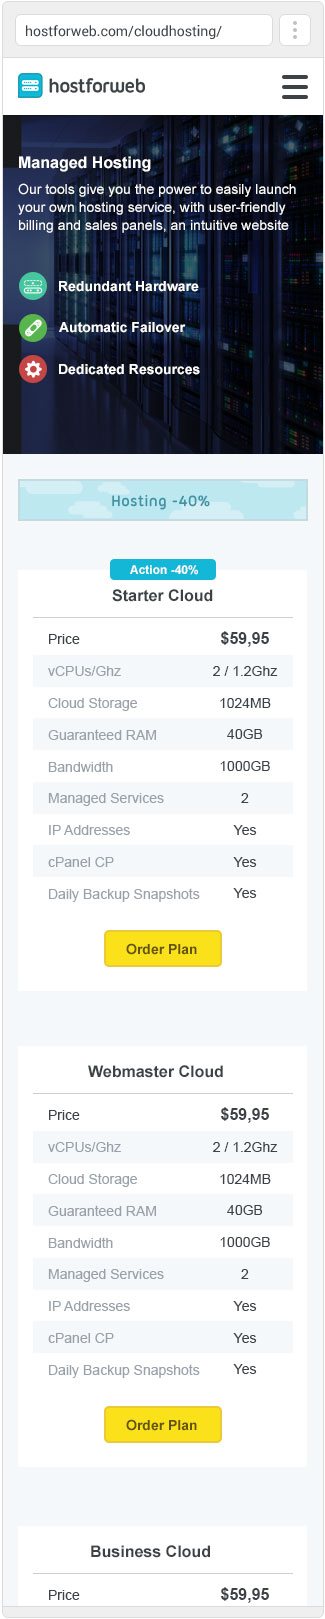 hostforweb.com/cloudhosting/
hostforweb
Managed Hosting
Our tools give you the power to easily launch
your own hosting service, with user-friendly
billing and sales panels, an intuitive website
Redundant Hardware
Automatic Failover
Dedicated Resources
Hosting -40%
Action -40%
Starter Cloud
Price $59,95
vCPUs/Ghz 2 / 1.2Ghz
Cloud Storage 1024MB
Guaranteed RAM 40GB
Bandwidth 1000GB
Managed Services 2
IP Addresses Yes
cPanel CP Yes
Daily Backup Snapshots Yes
Order Plan
Webmaster Cloud
Price $59,95
vCPUs/Ghz 2 / 1.2Ghz
Cloud Storage 1024MB
Guaranteed RAM 40GB
Bandwidth 1000GB
Managed Services 2
IP Addresses Yes
cPanel CP Yes
Daily Backup Snapshots Yes
Order Plan
Business Cloud
Price $59,95